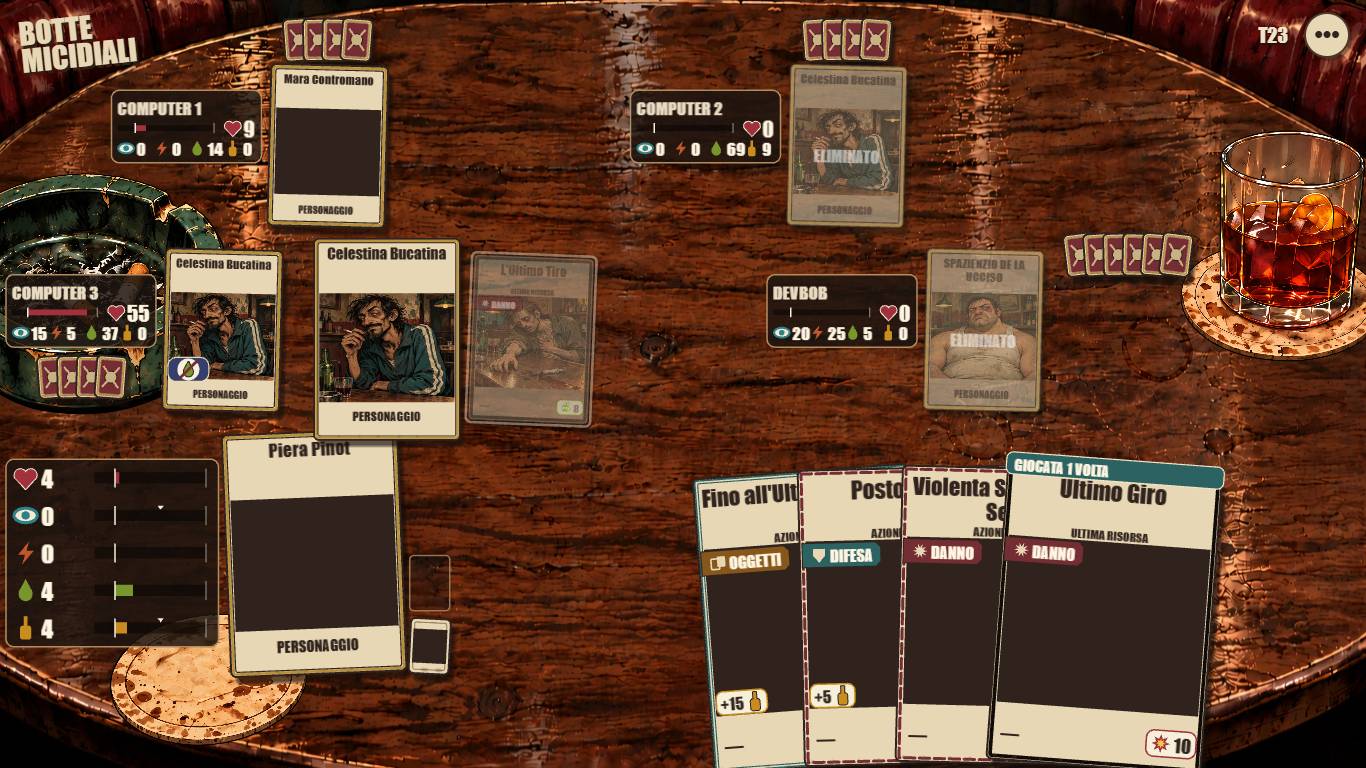 BOTTE
MICIDIALI
T23
Mara Contromano
COMPUTER 1
9
0 0 14 0
PERSONAGGIO
Celestina Bucatina
COMPUTER 2
0
0 0 69 9
ELIMINATO
PERSONAGGIO
Celestina Bucatina
COMPUTER 3
55
15 5 37 0
PERSONAGGIO
Celestina Bucatina
PERSONAGGIO
L'Ultimo Tiro
ULTIMA RISORSA
DANNO
8
SPAZIENZIO DE LA
UCCISO
DEVBOB
0
20 25 5 0
ELIMINATO
PERSONAGGIO
4
0
0
4
4
Piera Pinot
PERSONAGGIO
Fino all'Ult
AZIONE
OGGETTI
+15
—
Posto
AZION
DIFESA
+5
—
Violenta S
Se
AZION
DANNO
—
GIOCATA 1 VOLTA
Ultimo Giro
ULTIMA RISORSA
DANNO
—
10